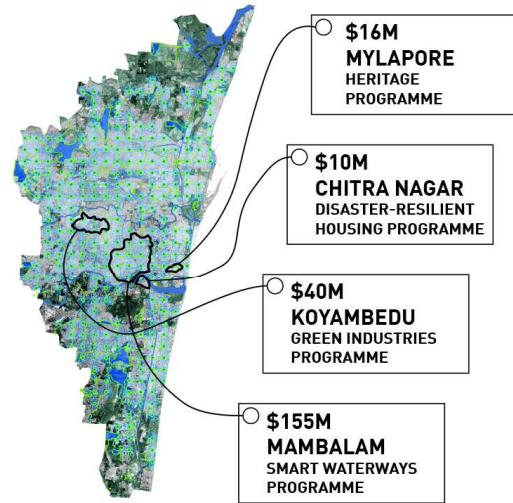 $16M
MYLAPORE
HERITAGE
PROGRAMME
$10M
CHITRA NAGAR
DISASTER-RESILIENT
HOUSING PROGRAMME
$40M
KOYAMBEDU
GREEN INDUSTRIES
PROGRAMME
$155M
MAMBALAM
SMART WATERWAYS
PROGRAMME